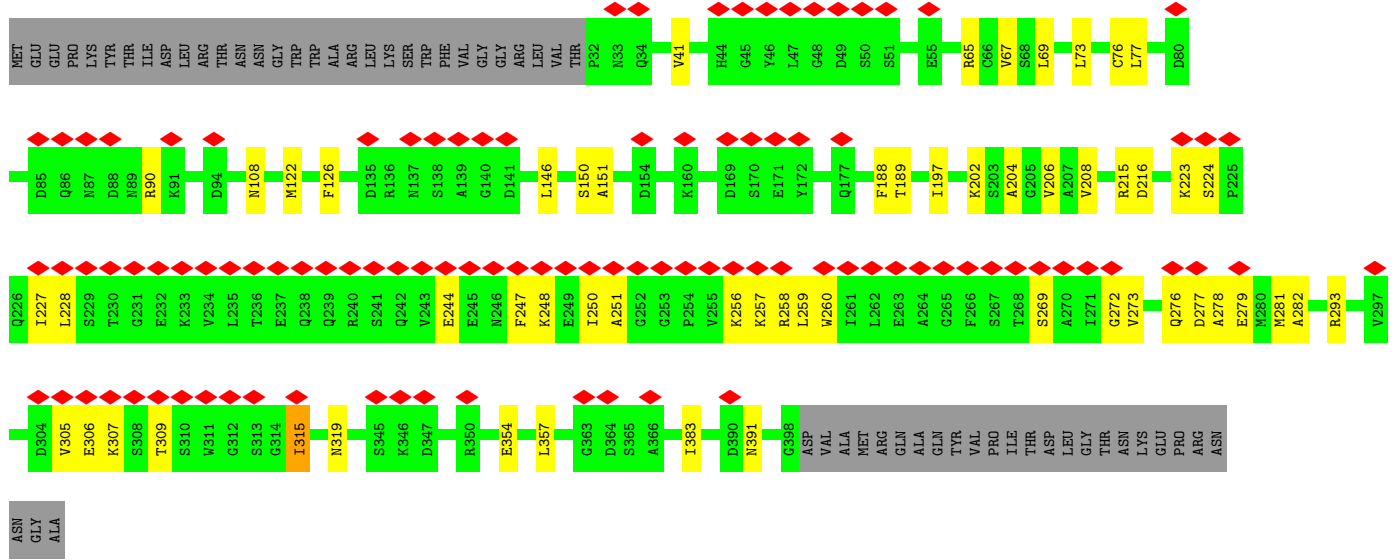 MET GLU GLU PRO LYS TYR THR ILE ASP LEU ARG THR ASN ASN GLY TRP TRP ALA ARG LEU LYS SER TRP PHE VAL GLY GLY ARG LEU VAL THR P32 N33 Q34 V41 H44 G45 Y46 L47 G48 D49 S50 S51 E55 R65 C66 V67 S68 L69 L73 C76 L77 D80
D85 Q86 N87 D88 N89 R90 K91 D94 N108 M122 F126 D135 R136 N137 S138 A139 G140 D141 L146 S150 A151 D154 K160 D169 S170 E171 Y172 Q177 F188 T189 I197 K202 S203 A204 G205 V206 A207 V208 R215 D216 K223 S224 P225
Q226 I227 L228 S229 T230 G231 E232 K233 V234 L235 T236 E237 Q238 Q239 R240 S241 Q242 V243 E244 E245 N246 F247 K248 E249 I250 A251 G252 G253 P254 V255 K256 K257 R258 L259 W260 I261 L262 E263 A264 G265 F266 S267 T268 S269 A270 I271 G272 V273 Q276 D277 A278 E279 M280 M281 A282 R293 V297
D304 V305 E306 K307 S308 T309 S310 W311 G312 S313 G314 I315 N319 S345 K346 D347 R350 E354 L357 G363 D364 S365 A366 I383 D390 N391 G398 ASP VAL ALA MET ARG GLN ALA GLN TYR VAL PRO ILE THR ASP LEU GLY THR ASN LYS GLU PRO ARG ASN
ASN GLY ALA